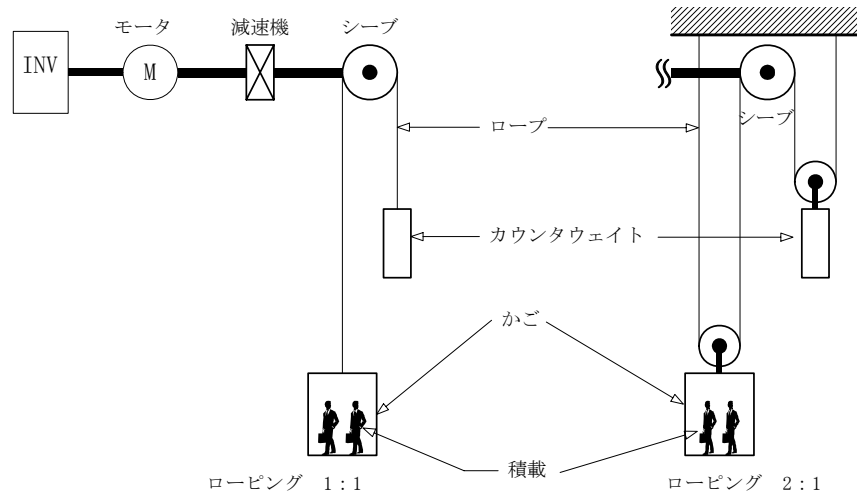 モータ
減速機
シーブ
INV
M
シーブ
ロープ
カウンタウェイト
かご
積載
ローピング 1:1
ローピング 2:1